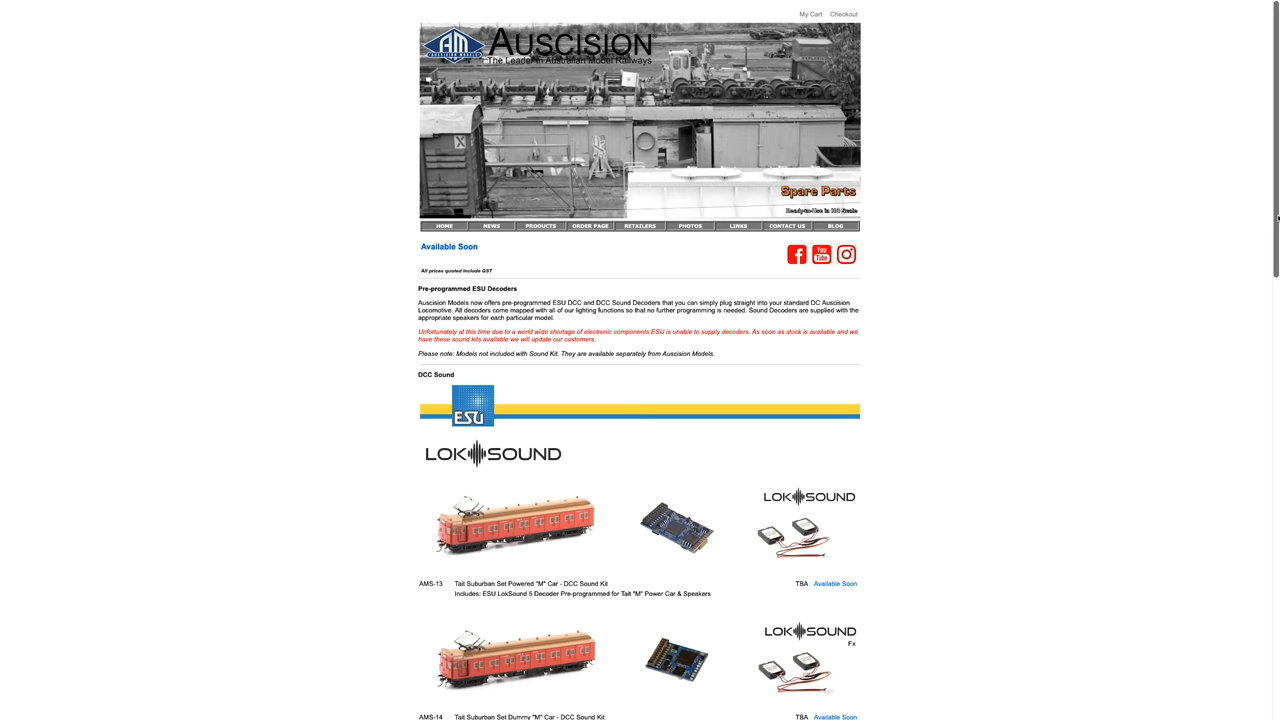 My Cart Checkout
AM
AUSCISION MODELS
AUSCISION
The Leader in Australian Model Railways
X
Spare Parts
Ready-to-Use in HO Scale
HOME NEWS PRODUCTS ORDER PAGE RETAILERS PHOTOS LINKS CONTACT US BLOG
Available Soon
You
Tube
All prices quoted include GST
Pre-programmed ESU Decoders
Auscision Models now offers pre-programmed ESU DCC and DCC Sound Decoders that you can simply plug straight into your standard DC Auscision
Locomotive. All decoders come mapped with all of our lighting functions so that no further programming is needed. Sound Decoders are supplied with the
appropriate speakers for each particular model.
Unfortunately at this time due to a world wide shortage of electronic components ESU is unable to supply decoders. As soon as stock is available and we
have these sound kits available we will update our customers.
Please note: Models not included with Sound Kit. They are available separately from Auscision Models.
DCC Sound
ESU
LOKSOUND
LOKSOUND
AMS-13 Tait Suburban Set Powered "M" Car - DCC Sound Kit TBA Available Soon
Includes: ESU LokSound 5 Decoder Pre-programmed for Tait "M" Power Car & Speakers
LOKSOUND
Fx
AMS-14 Tait Suburban Set Dummy "M" Car - DCC Sound Kit TBA Available Soon